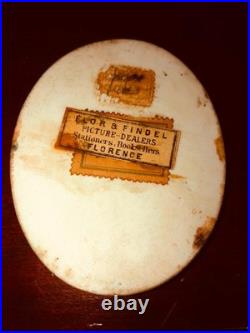 FLOR & FINDEL
PICTURE-DEALERS
Stationers, Booksellers
FLORENCE